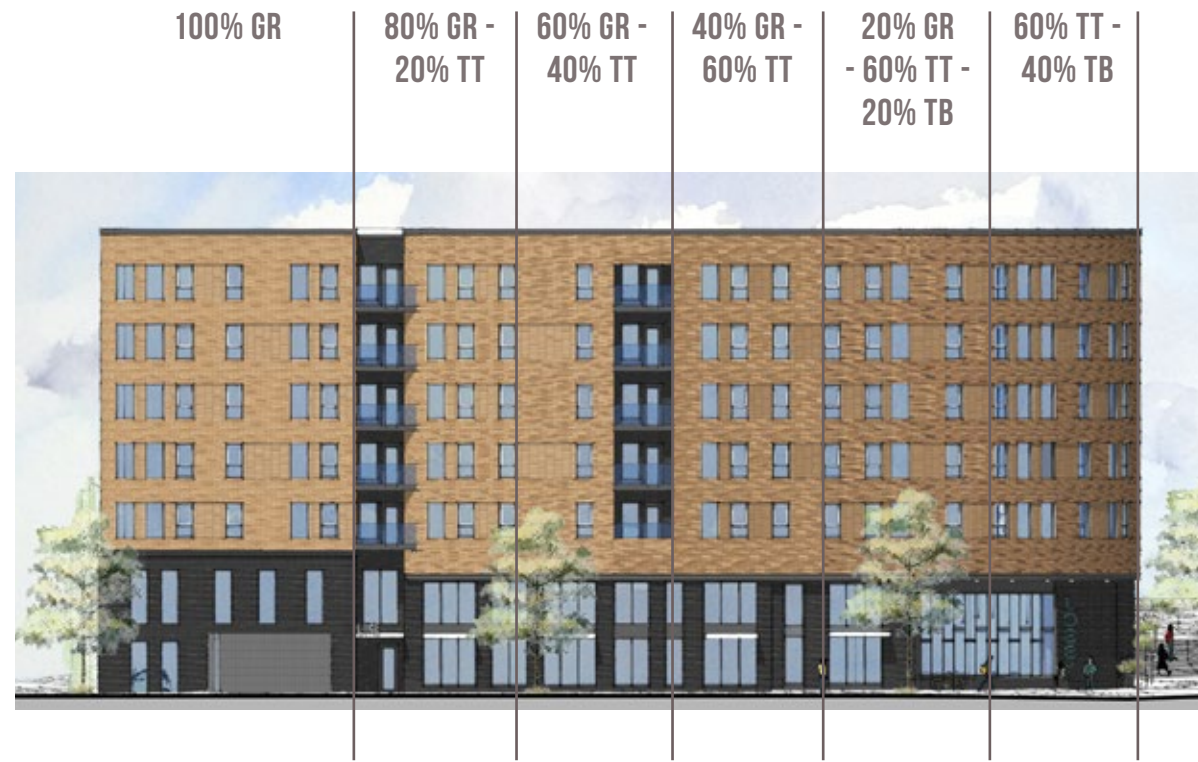 100% GR
80% GR -
20% TT
60% GR -
40% TT
40% GR -
60% TT
20% GR
- 60% TT -
20% TB
60% TT -
40% TB